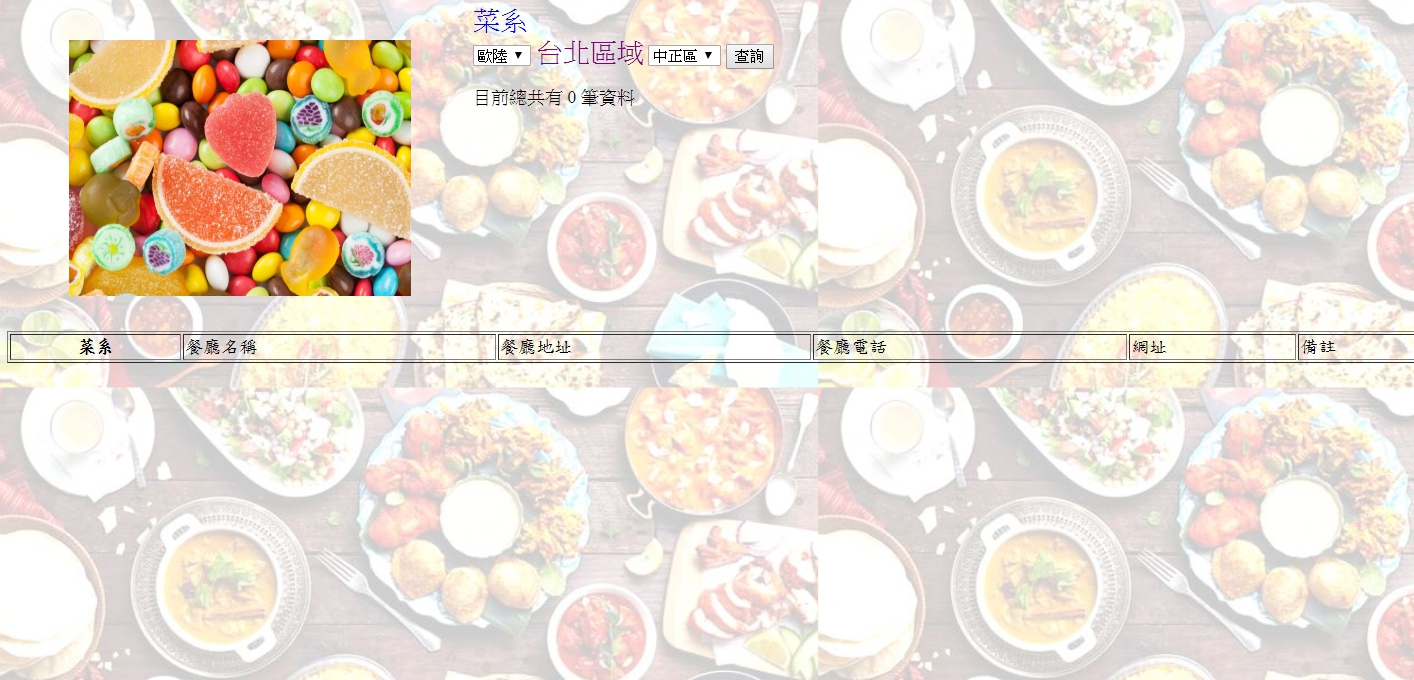 菜系
歐陸 台北區域 中正區 查詢
目前總共有 0 筆資料
菜系 餐廳名稱 餐廳地址 餐廳電話 網址 備註